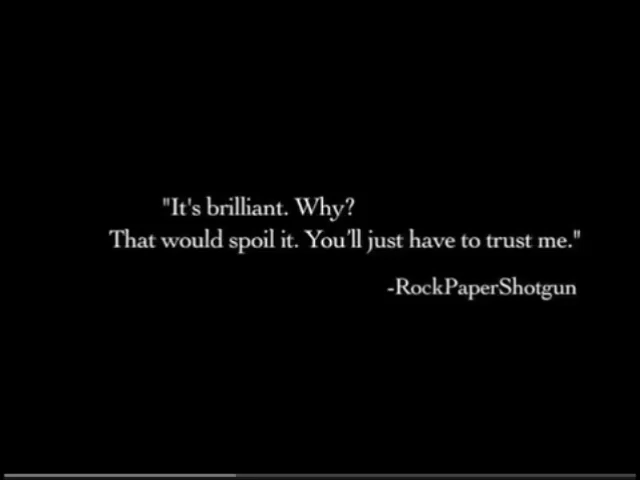 "It's brilliant. Why?
That would spoil it. You'll just have to trust me."
-RockPaperShotgun